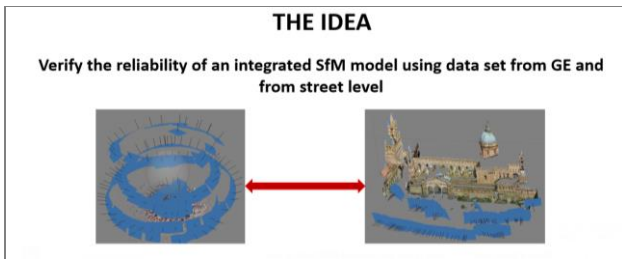 THE IDEA
Verify the reliability of an integrated SfM model using data set from GE and
from street level